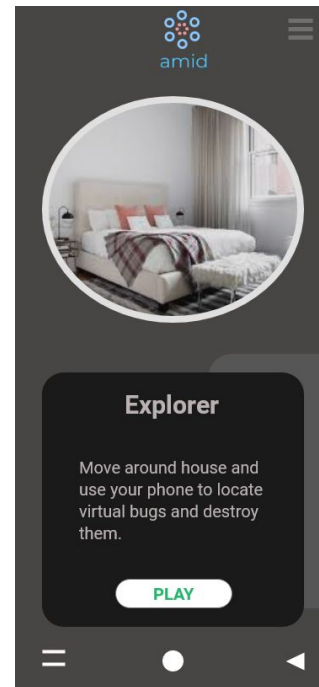 amid
Explorer
Move around house and
use your phone to locate
virtual bugs and destroy
them.
PLAY